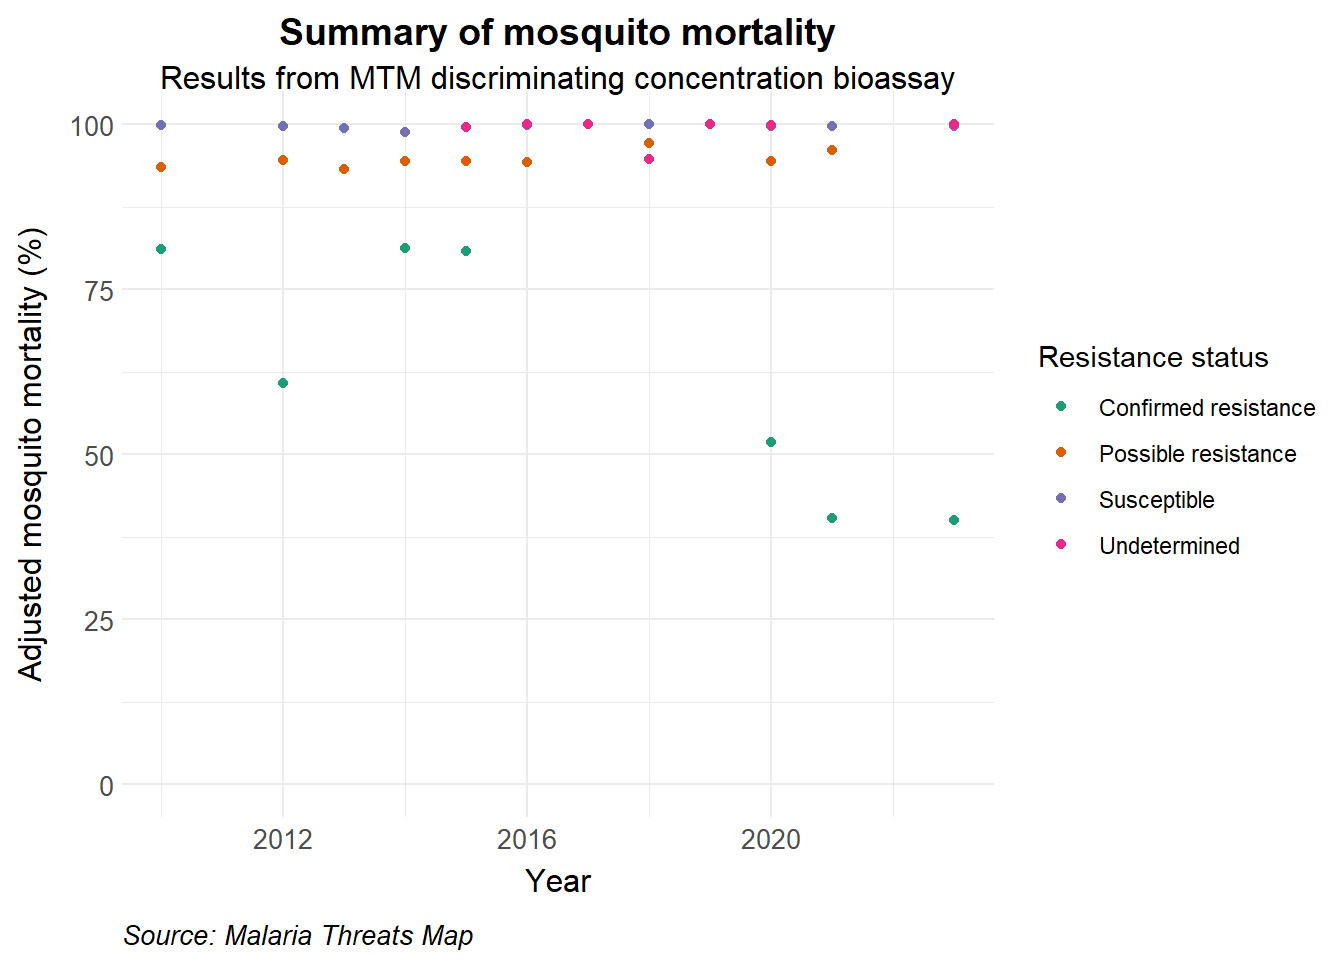 Summary of mosquito mortality
Results from MTM discriminating concentration bioassay
Adjusted mosquito mortality (%)
100
75
50
25
0
2012 2016 2020
Year
Resistance status
Confirmed resistance
Possible resistance
Susceptible
Undetermined
Source: Malaria Threats Map